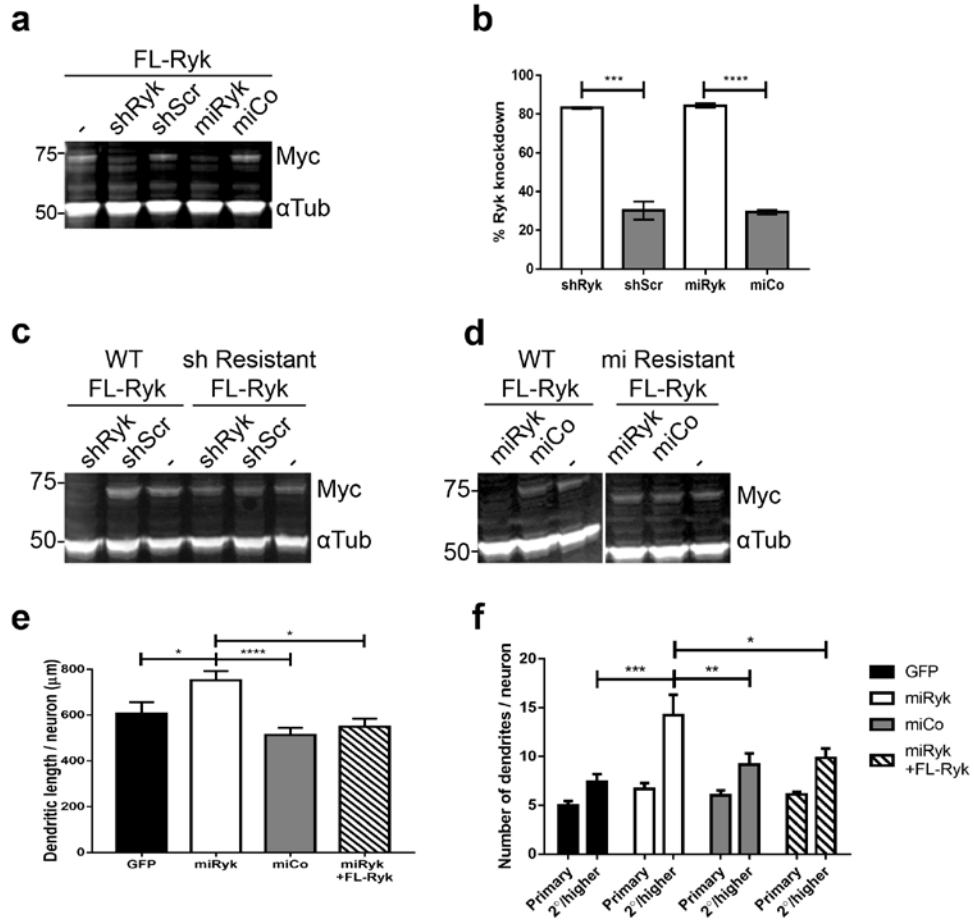 a
FL-Ryk
- shRyk shScr miRyk miCo
75 Myc
50 αTub
b
% Ryk knockdown
100
80
60
40
20
0
*** ****
shRyk shScr miRyk miCo
c
WT sh Resistant
FL-Ryk FL-Ryk
shRyk shScr - shRyk shScr -
75 Myc
50 αTub
d
WT mi Resistant
FL-Ryk FL-Ryk
miRyk miCo - miRyk miCo -
75 Myc
50 αTub
e
Dendritic length / neuron (μm)
800
600
400
200
0
*
* ****
GFP miRyk miCo miRyk
+FL-Ryk
f
Number of dendrites / neuron
20
15
10
5
0
*
*** **
Primary 2°/higher Primary 2°/higher Primary 2°/higher Primary 2°/higher
GFP
miRyk
miCo
miRyk
+FL-Ryk